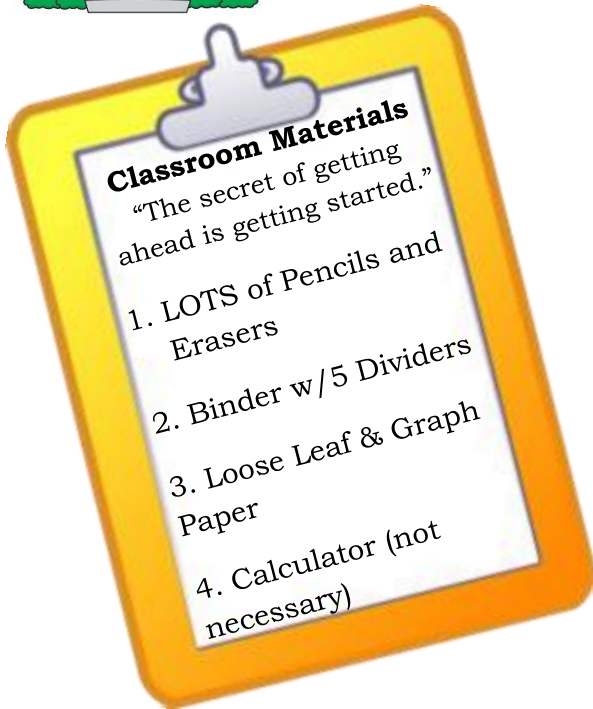 Classroom Materials
“The secret of getting
ahead is getting started.”
1. LOTS of Pencils and
Erasers
2. Binder w/5 Dividers
3. Loose Leaf & Graph
Paper
4. Calculator (not
necessary)